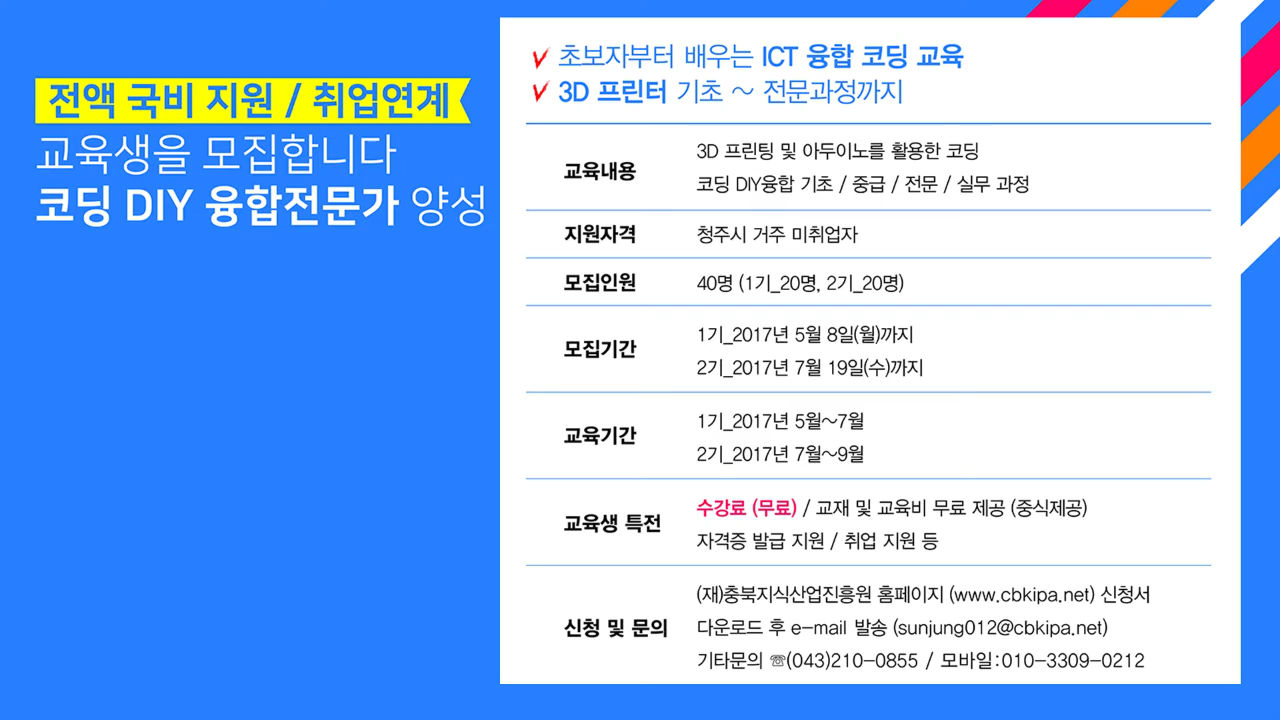 전액 국비 지원 / 취업연계
교육생을 모집합니다
코딩 DIY 융합전문가 양성
초보자부터 배우는 ICT 융합 코딩 교육
3D 프린터 기초 ~ 전문과정까지
교육내용
3D 프린팅 및 아두이노를 활용한 코딩
코딩 DIY융합 기초 / 중급 / 전문 / 실무 과정
지원자격
청주시 거주 미취업자
모집인원
40명 (1기_20명, 2기_20명)
모집기간
1기_2017년 5월 8일(월)까지
2기_2017년 7월 19일(수)까지
교육기간
1기_2017년 5월~7월
2기_2017년 7월~9월
교육생 특전
수강료 (무료) / 교재 및 교육비 무료 제공 (중식제공)
자격증 발급 지원 / 취업 지원 등
신청 및 문의
(재)충북지식산업진흥원 홈페이지 (www.cbkipa.net) 신청서
다운로드 후 e-mail 발송 (sunjung012@cbkipa.net)
기타문의 ☏(043)210-0855 / 모바일:010-3309-0212